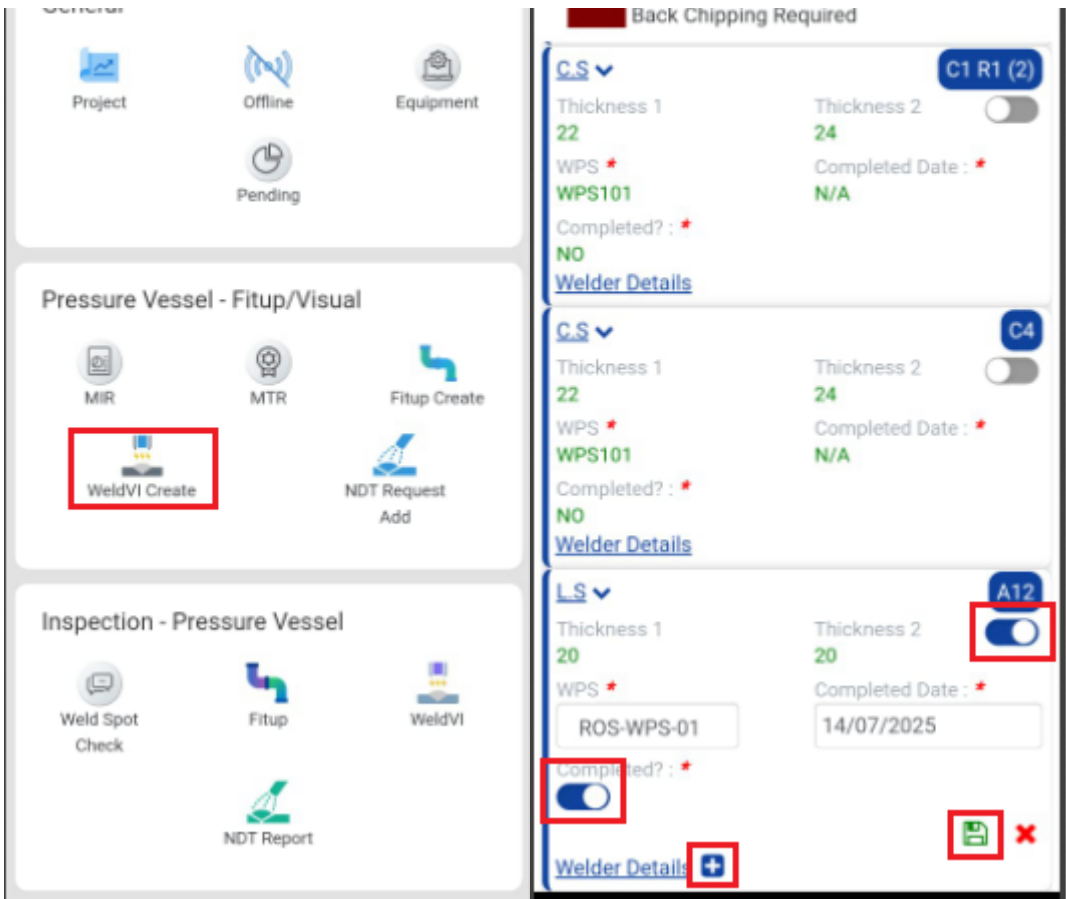 General
Project Offline Equipment
Pending
Pressure Vessel - Fitup/Visual
MIR MTR Fitup Create
WeldVI Create NDT Request
Add
Inspection - Pressure Vessel
Weld Spot Fitup WeldVI
Check
NDT Report
Back Chipping Required
C.S C1 R1 (2)
Thickness 1 Thickness 2
22 24
WPS * Completed Date : *
WPS101 N/A
Completed? : *
NO
Welder Details
C.S C4
Thickness 1 Thickness 2
22 24
WPS * Completed Date : *
WPS101 N/A
Completed? : *
NO
Welder Details
L.S A12
Thickness 1 Thickness 2
20 20
WPS * Completed Date : *
ROS-WPS-01 14/07/2025
Completed? : *
Welder Details